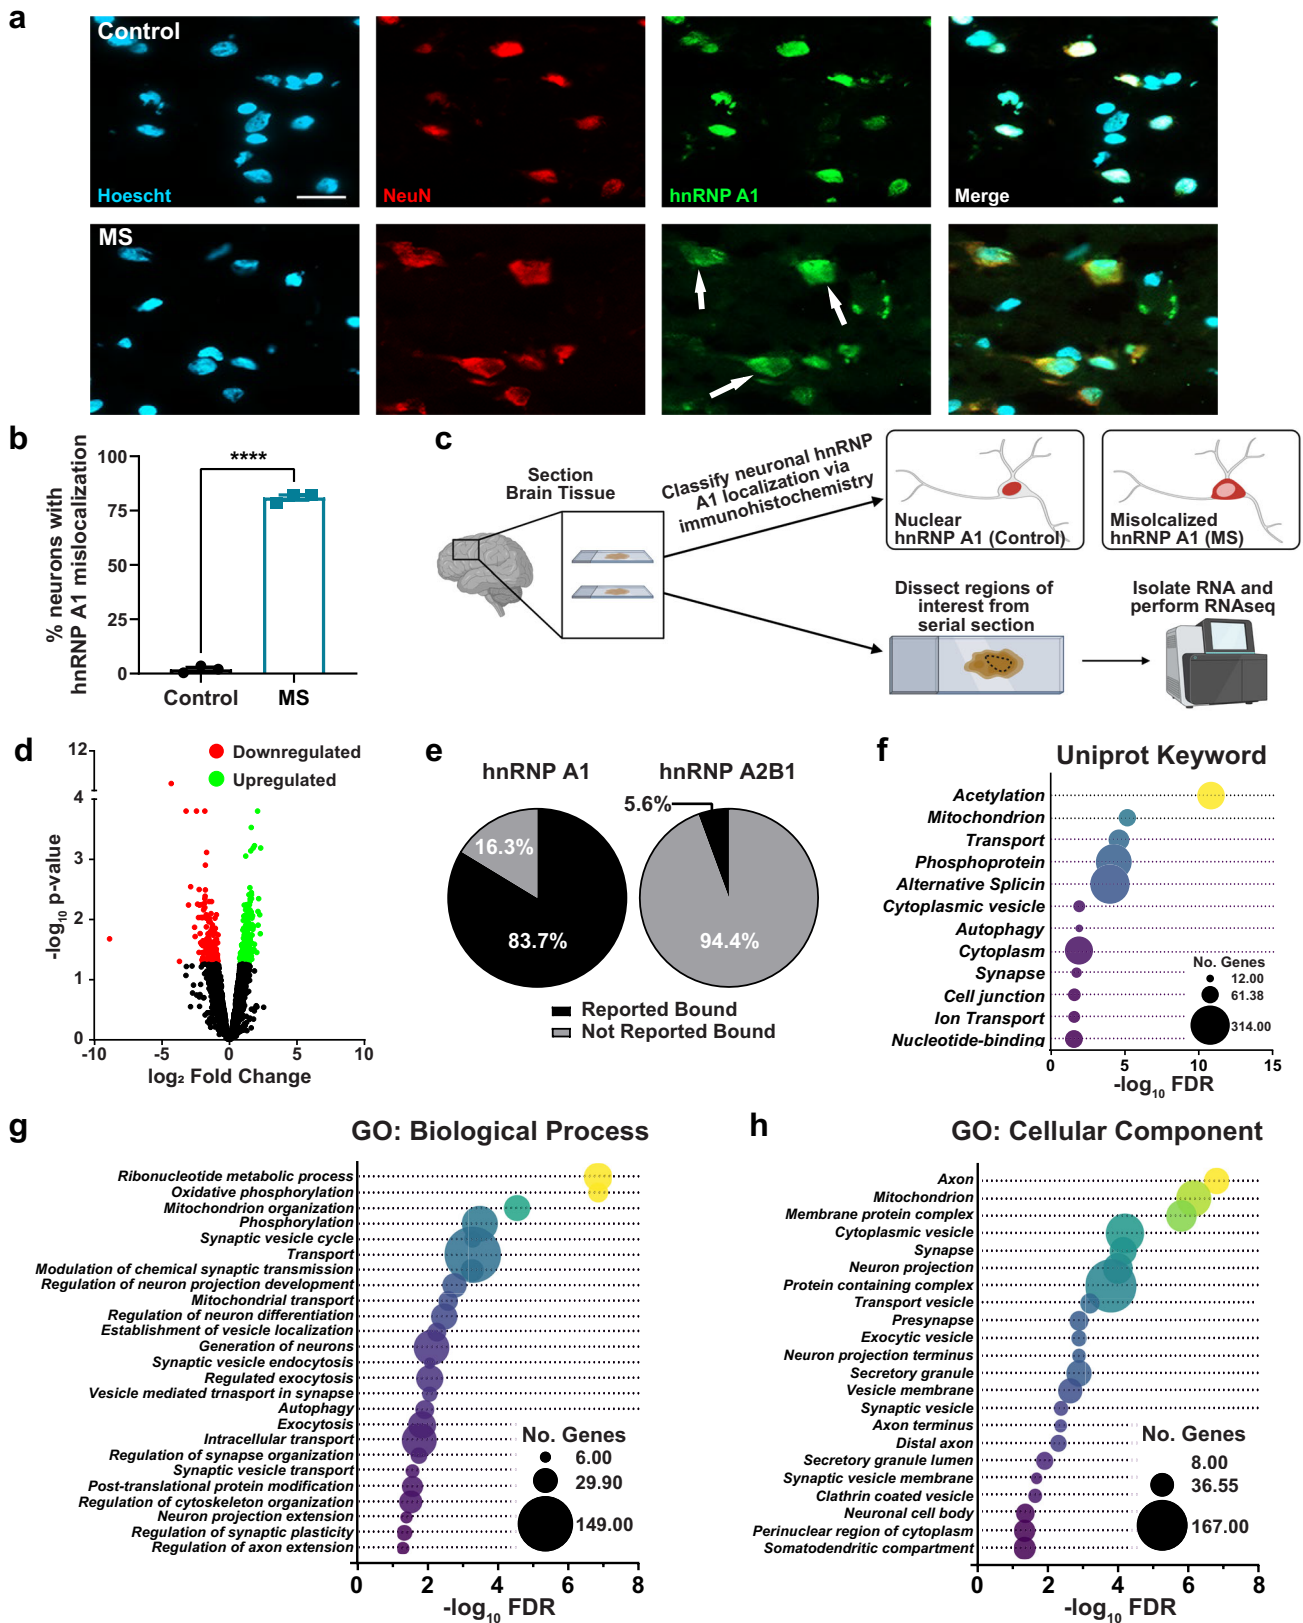 a
Control
Hoescht
NeuN
hnRNP A1
Merge
MS
b
% neurons with
hnRNP A1 mislocalization
100
75
50
25
0
****
Control
MS
c
Section
Brain Tissue
Classify neuronal hnRNP
A1 localization via
immunohistochemistry
Nuclear
hnRNP A1 (Control)
Misolcalized
hnRNP A1 (MS)
Dissect regions of
interest from
serial section
Isolate RNA and
perform RNAseq
d
Downregulated
Upregulated
-log10 p-value
12
4
3
2
1
0
-10
-5
0
5
10
log₂ Fold Change
e
hnRNP A1
hnRNP A2B1
16.3%
83.7%
5.6%
94.4%
Reported Bound
Not Reported Bound
f
Uniprot Keyword
Acetylation
Mitochondrion
Transport
Phosphoprotein
Alternative Splicin
Cytoplasmic vesicle
Autophagy
Cytoplasm
Synapse
Cell junction
Ion Transport
Nucleotide-binding
No. Genes
12.00
61.38
314.00
0
5
10
15
-log10 FDR
g
GO: Biological Process
Ribonucleotide metabolic process
Oxidative phosphorylation
Mitochondrion organization
Phosphorylation
Synaptic vesicle cycle
Transport
Modulation of chemical synaptic transmission
Regulation of neuron projection development
Mitochondrial transport
Regulation of neuron differentiation
Establishment of vesicle localization
Generation of neurons
Synaptic vesicle endocytosis
Regulated exocytosis
Vesicle mediated trnasport in synapse
Autophagy
Exocytosis
Intracellular transport
Regulation of synapse organization
Synaptic vesicle transport
Post-translational protein modification
Regulation of cytoskeleton organization
Neuron projection extension
Regulation of synaptic plasticity
Regulation of axon extension
No. Genes
6.00
29.90
149.00
0
2
4
6
8
-log10 FDR
h
GO: Cellular Component
Axon
Mitochondrion
Membrane protein complex
Cytoplasmic vesicle
Synapse
Neuron projection
Protein containing complex
Transport vesicle
Presynapse
Exocytic vesicle
Neuron projection terminus
Secretory granule
Vesicle membrane
Synaptic vesicle
Axon terminus
Distal axon
Secretory granule lumen
Synaptic vesicle membrane
Clathrin coated vesicle
Neuronal cell body
Perinuclear region of cytoplasm
Somatodendritic compartment
No. Genes
8.00
36.55
167.00
0
2
4
6
8
-log10 FDR